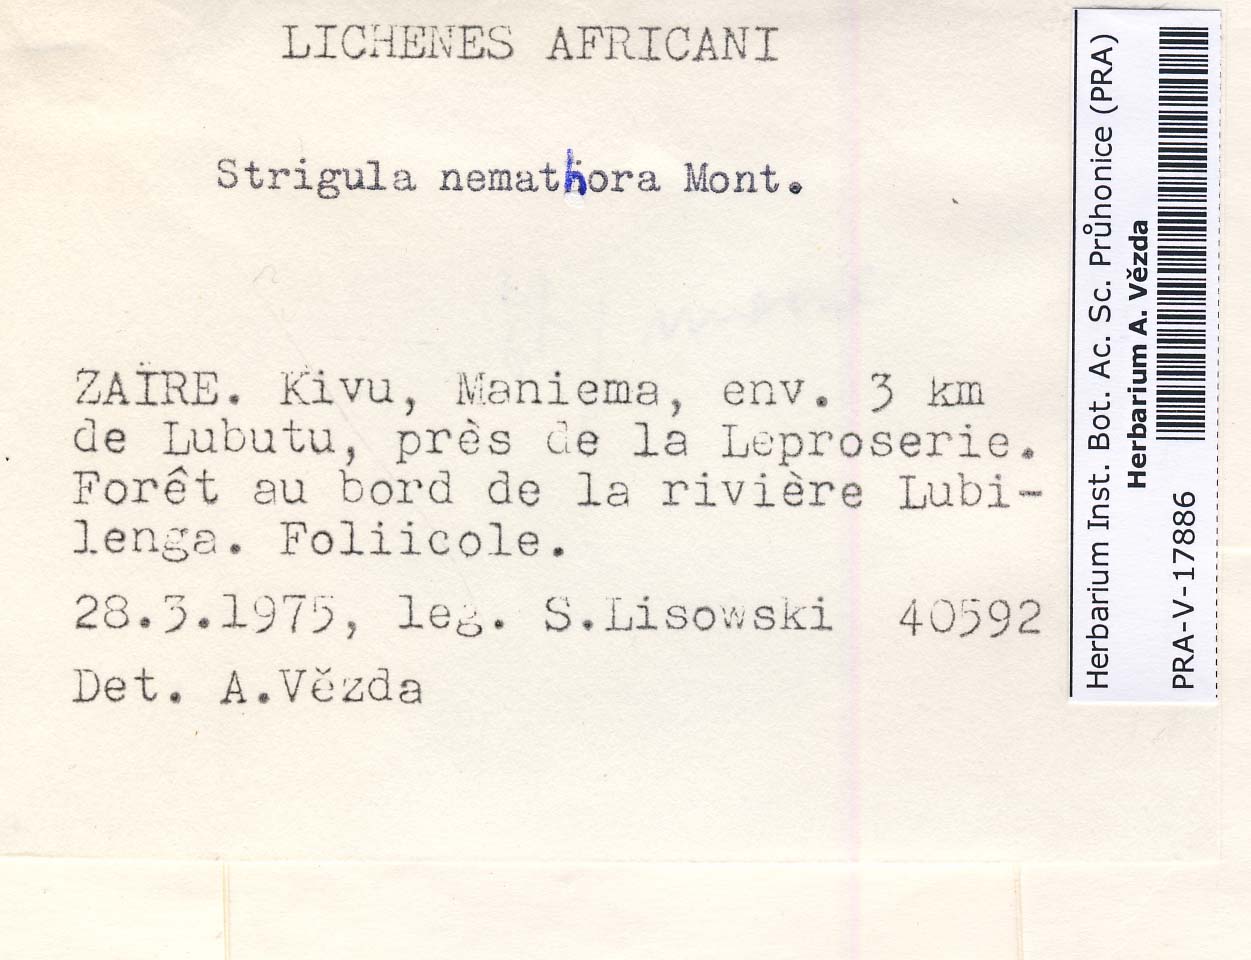 LICHENES AFRICANI
Strigula nemathora Mont.
ZAÏRE. Kivu, Maniema, env. 3 km
de Lubutu, près de la Leproserie.
Forêt au bord de la rivière Lubi-
lenga. Foliicole.
28.3.1975, leg. S.Lisowski 40592
Det. A.Vězda
Herbarium Inst. Bot. Ac. Sc. Průhonice (PRA)
Herbarium A. Vězda
PRA-V-17886